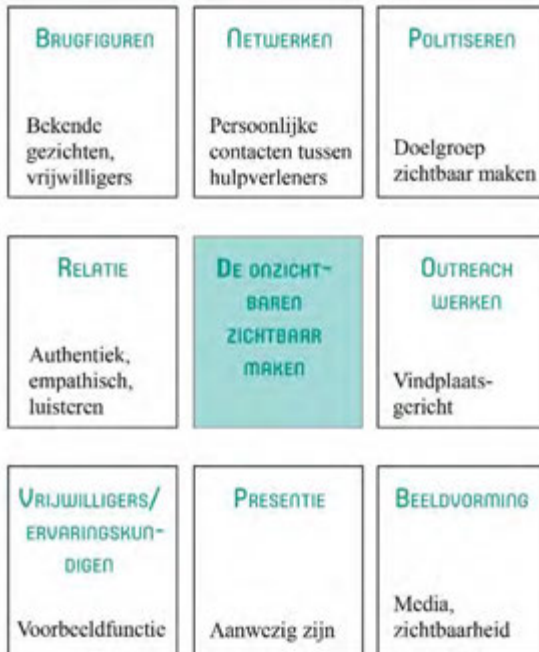 BRUGFIGUREN
Bekende
gezichten,
vrijwilligers
NETWERKEN
Persoonlijke
contacten tussen
hulpverleners
POLITISEREN
Doelgroep
zichtbaar maken
RELATIE
Authentiek,
empathisch,
luisteren
DE ONZICHT-
BAREN
ZICHTBAAR
MAKEN
OUTREACH
WERKEN
Vindplaats-
gericht
VRIJWILLIGERS/
ERVARINGSKUN-
DIGEN
Voorbeeldfunctie
PRESENTIE
Aanwezig zijn
BEELDVORMING
Media,
zichtbaarheid